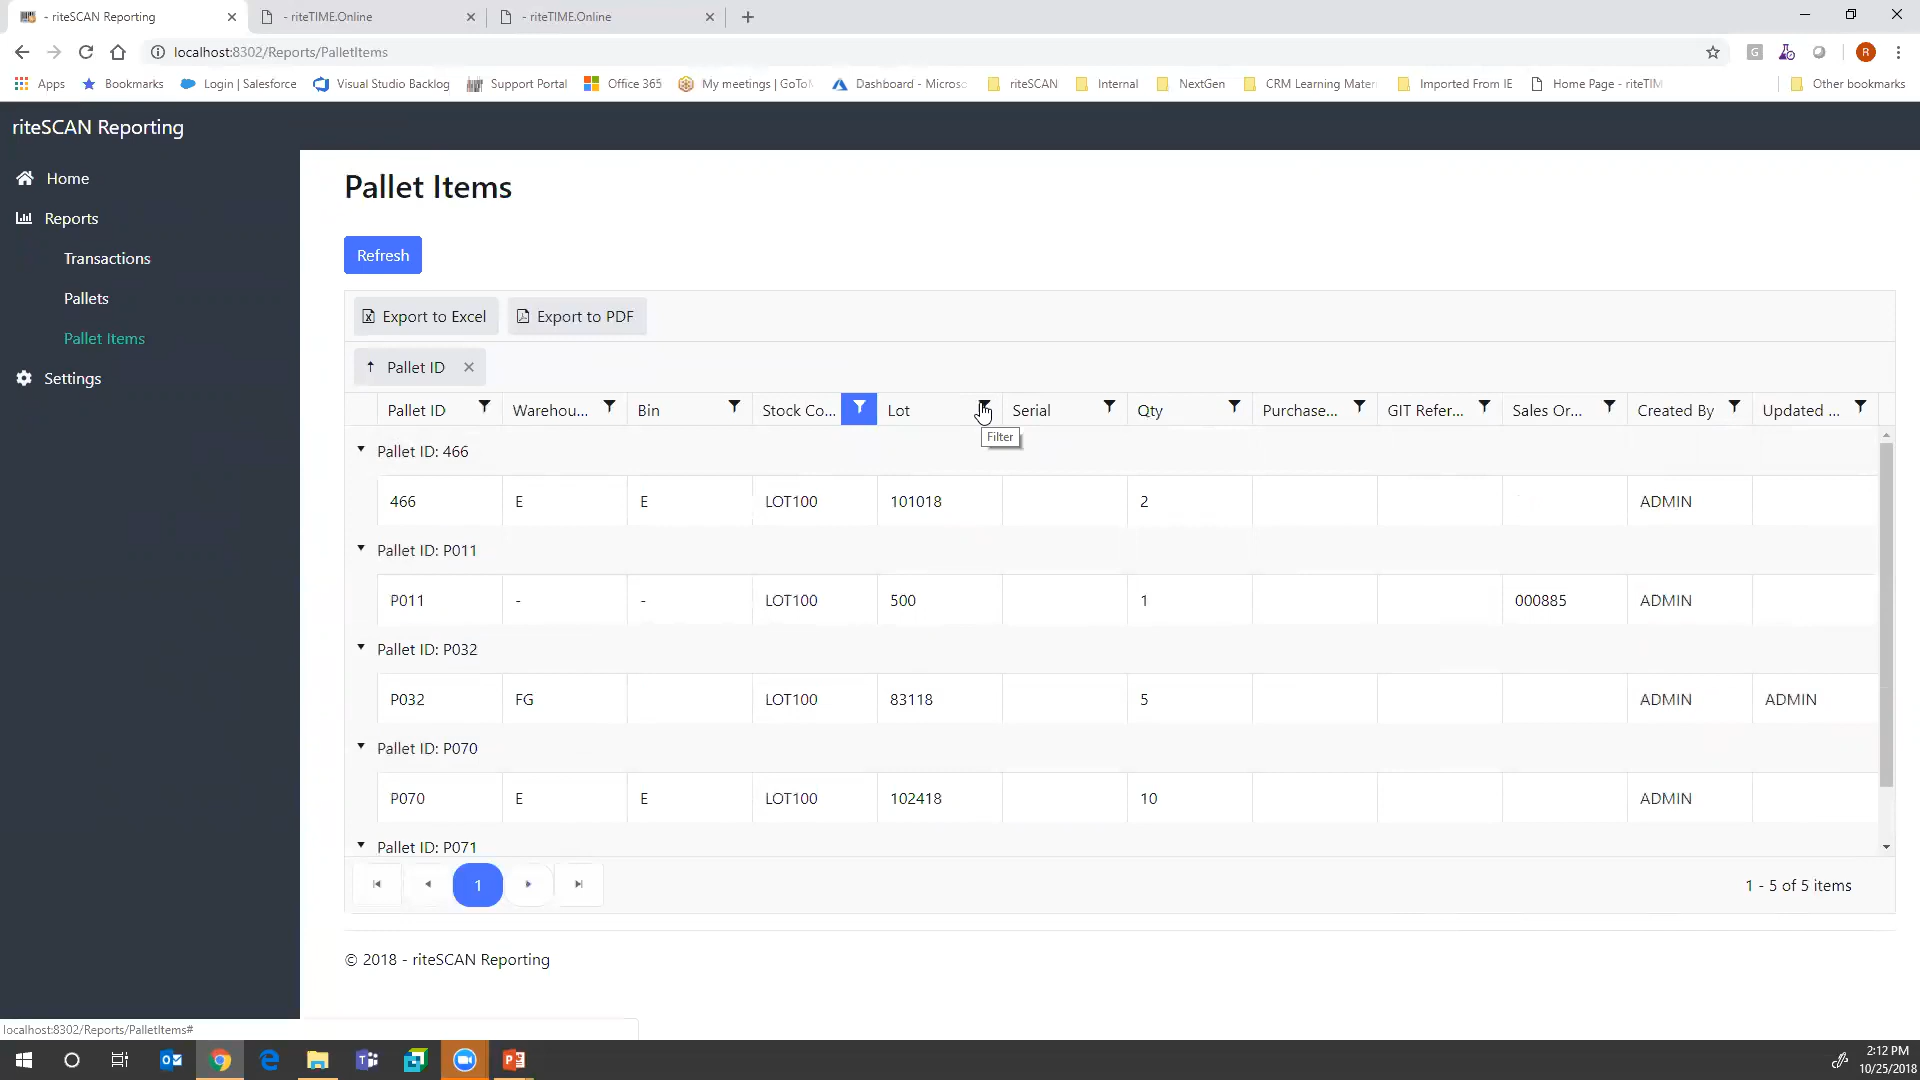 - riteSCAN Reporting
- riteTIME.Online
- riteTIME.Online
localhost:8302/Reports/PalletItems
R
Apps
Bookmarks
Login | Salesforce
Visual Studio Backlog
Support Portal
Office 365
My meetings | GoToM
Dashboard - Microso
riteSCAN
Internal
NextGen
CRM Learning Mater
Imported From IE
Home Page - riteTIM
Other bookmarks
riteSCAN Reporting
Home
Reports
Transactions
Pallets
Pallet Items
Settings
Pallet Items
Refresh
Export to Excel
Export to PDF
Pallet ID
Pallet ID Warehou... Bin Stock Co... Lot Serial Qty Purchase... GIT Refer... Sales Or... Created By Updated ...
Filter
Pallet ID: 466
466 E E LOT100 101018 2 ADMIN
Pallet ID: P011
P011 - - LOT100 500 1 000885 ADMIN
Pallet ID: P032
P032 FG LOT100 83118 5 ADMIN ADMIN
Pallet ID: P070
P070 E E LOT100 102418 10 ADMIN
Pallet ID: P071
1
1 - 5 of 5 items
© 2018 - riteSCAN Reporting
localhost:8302/Reports/PalletItems#
2:12 PM
10/25/2018